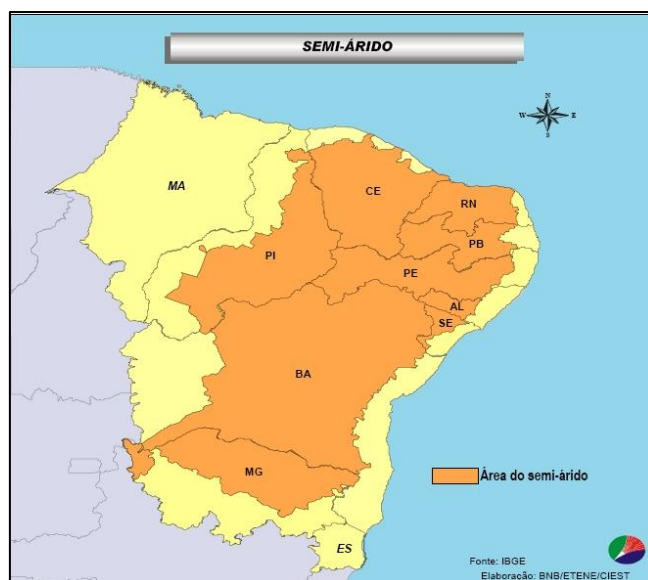 SEMI-ÁRIDO
N
W E
S
MA
CE
RN
PB
PI
PE
AL
SE
BA
MG
Área do semi-árido
ES
Fonte: IBGE
Elaboração: BNB/ETENE/CIEST